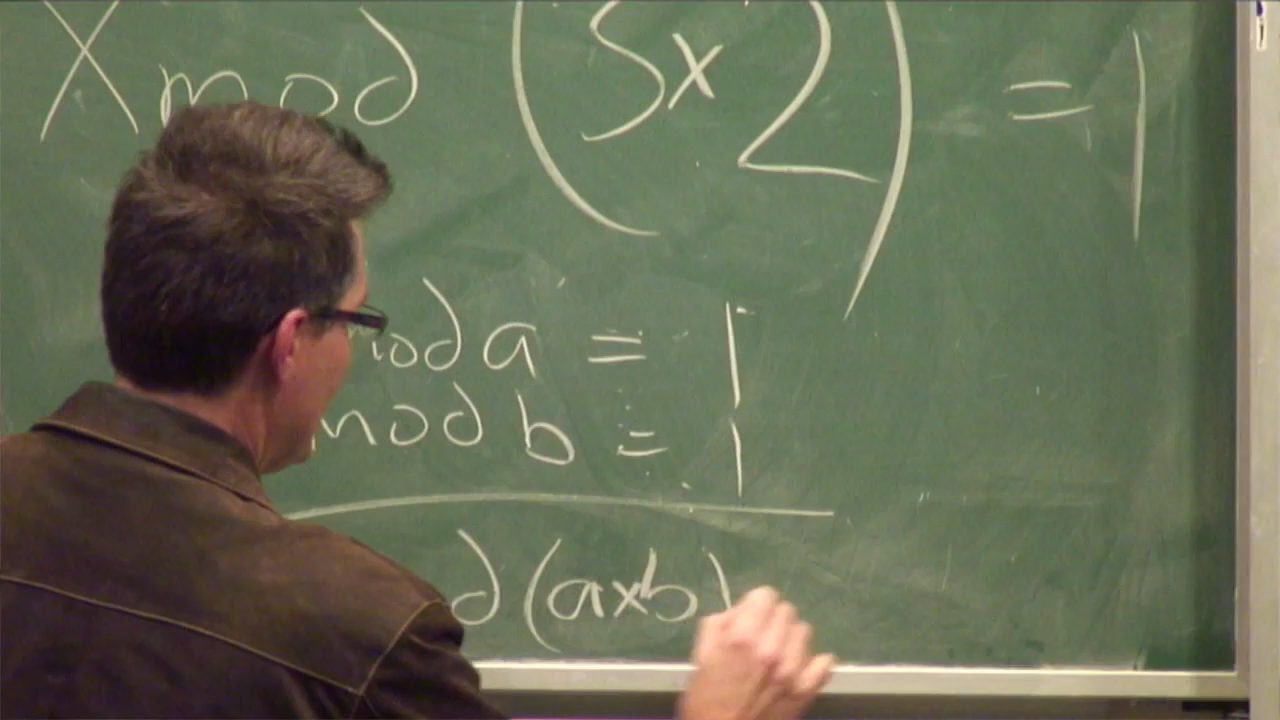 X mod (5x2) = 1
mod a = 1
mod b = 1
d (axb)